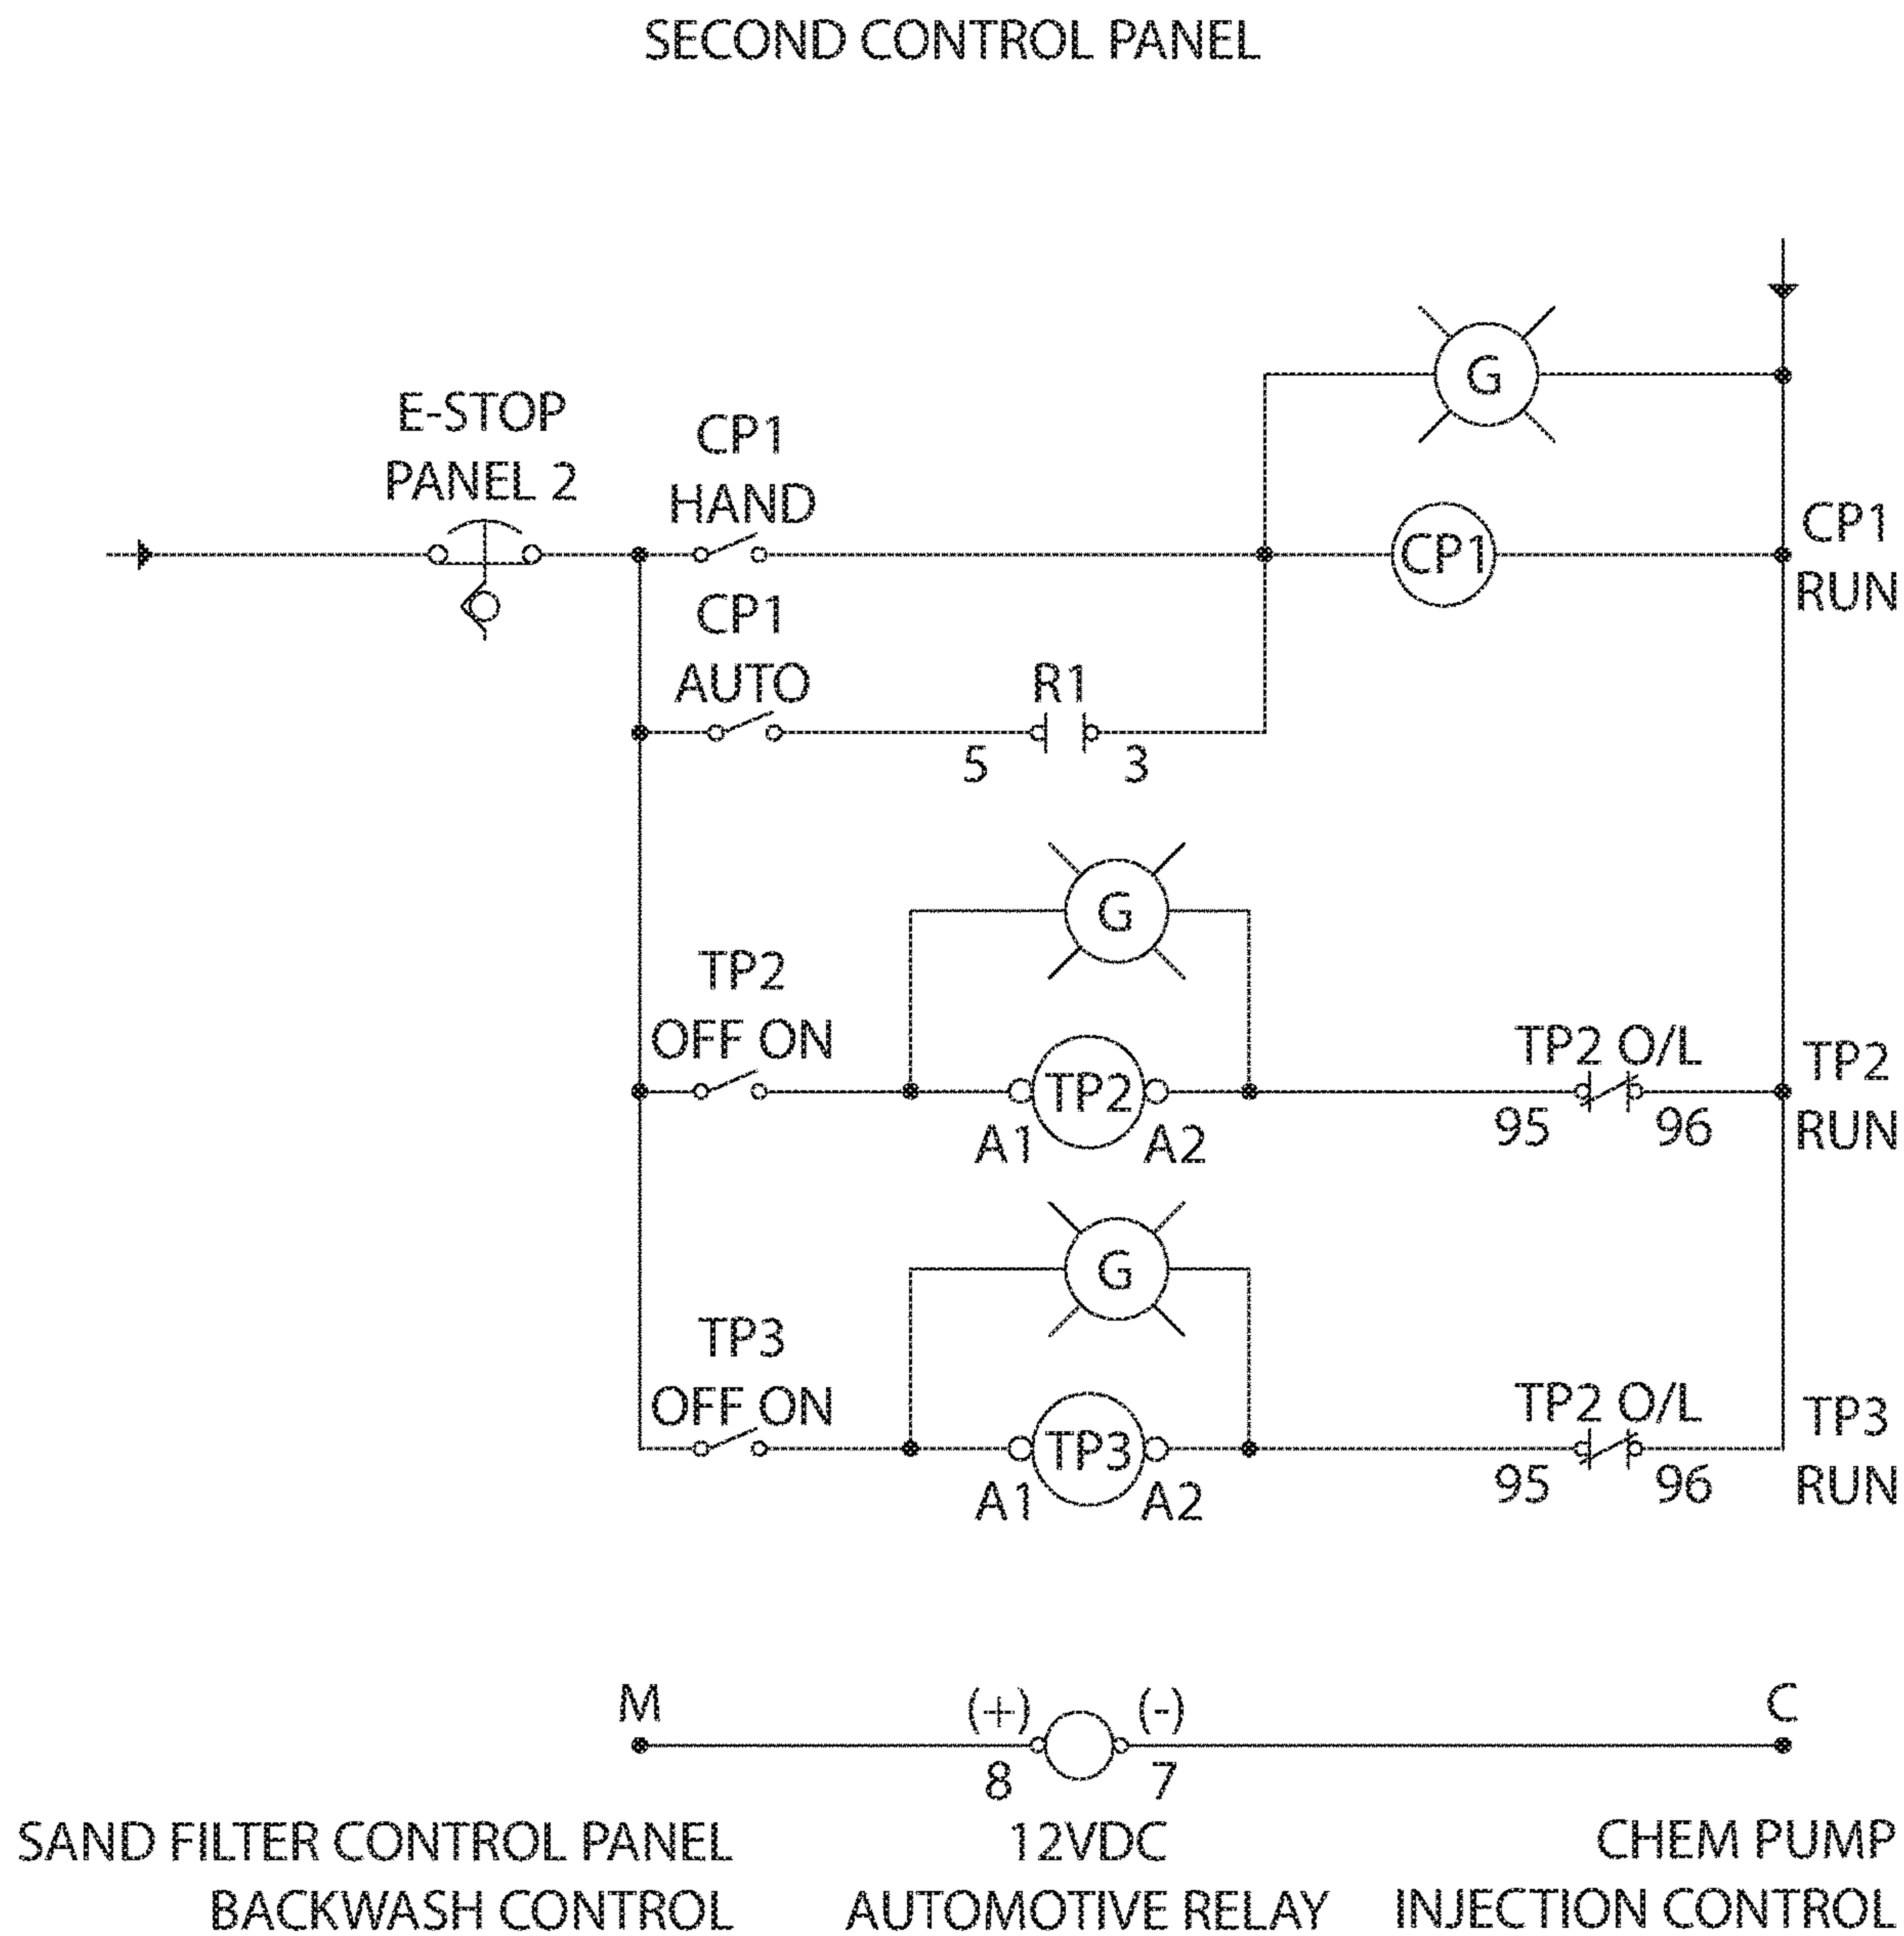 SECOND CONTROL PANEL
G
E-STOP
PANEL 2
CP1
HAND
CP1
CP1
RUN
CP1
AUTO
R1
5
3
G
TP2
OFF ON
TP2
A1
A2
TP2 O/L
95
96
TP2
RUN
G
TP3
OFF ON
TP3
A1
A2
TP2 O/L
95
96
TP3
RUN
M
(+)
(-)
C
8
7
SAND FILTER CONTROL PANEL
BACKWASH CONTROL
12VDC
AUTOMOTIVE RELAY
CHEM PUMP
INJECTION CONTROL